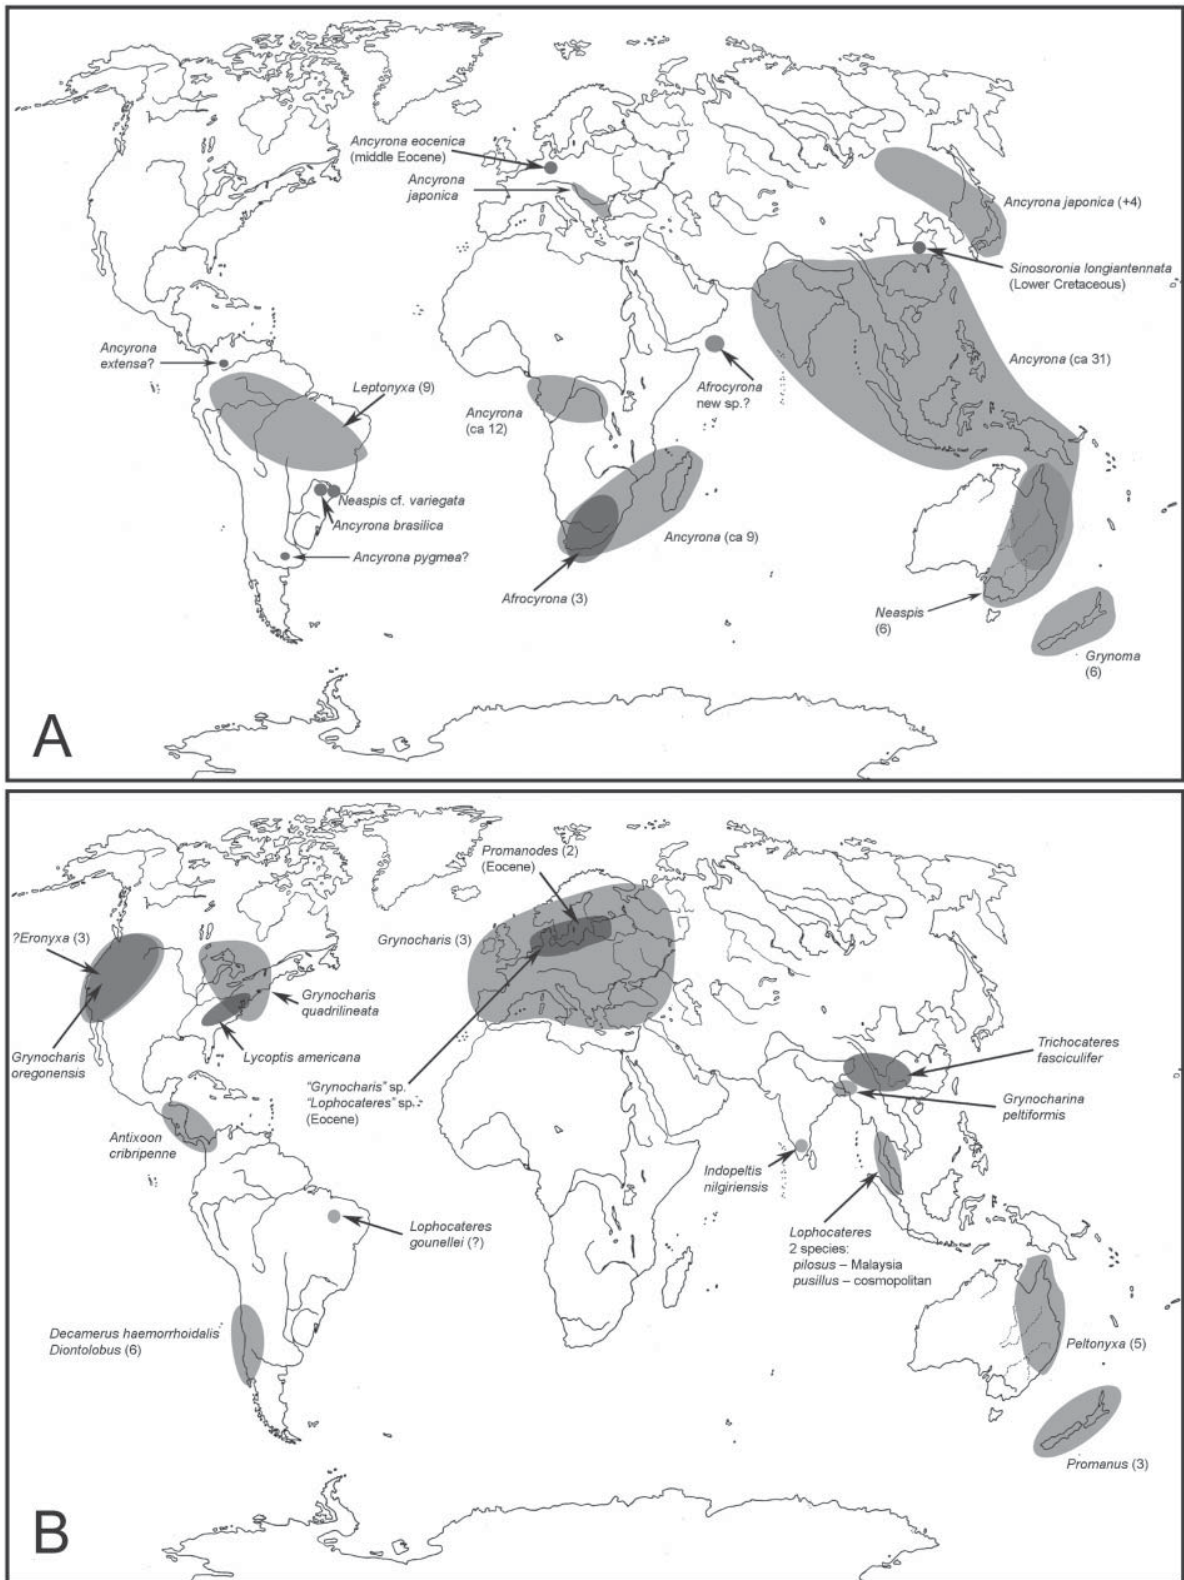 Ancyrona eocenica
(middle Eocene)
Ancyrona
japonica
Ancyrona japonica (+4)
Sinosoronia longiantennata
(Lower Cretaceous)
Ancyrona
extensa?
Leptonyxa (9)
Ancyrona
(ca 12)
Afrocyrona
new sp.?
Ancyrona (ca 31)
Neaspis cf. variegata
Ancyrona brasilica
Ancyrona pygmea?
Ancyrona (ca 9)
Afrocyrona (3)
Neaspis
(6)
Grynoma
(6)
A
Promanodes (2)
(Eocene)
?Eronyxa (3)
Grynocharis (3)
Grynocharis
quadrilineata
Grynocharis
oregonensis
Lycoptis americana
"Grynocharis" sp.
"Lophocateres" sp.
(Eocene)
Trichocateres
fasciculifer
Grynocharina
peltiformis
Antixoon
cribripenne
Indopeltis
nilgiriensis
Lophocateres
gounellei (?)
Lophocateres
2 species:
pilosus – Malaysia
pusillus – cosmopolitan
Decamerus haemorrhoidalis
Diontolobus (6)
Peltonyxa (5)
Promanus (3)
B